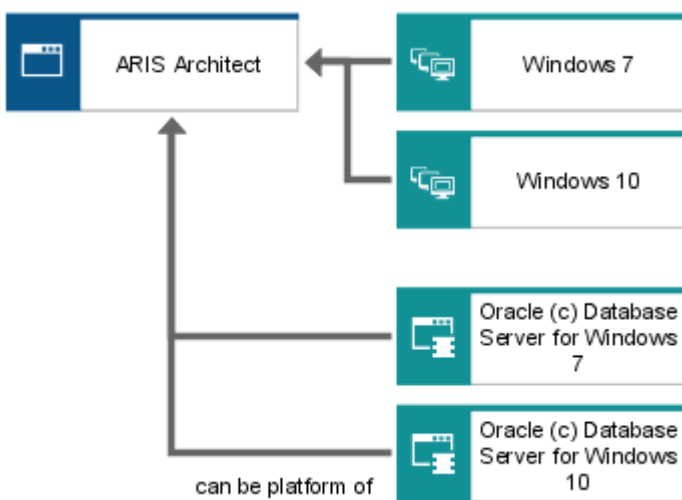 ARIS Architect
Windows 7
Windows 10
Oracle (c) Database
Server for Windows
7
Oracle (c) Database
Server for Windows
10
can be platform of